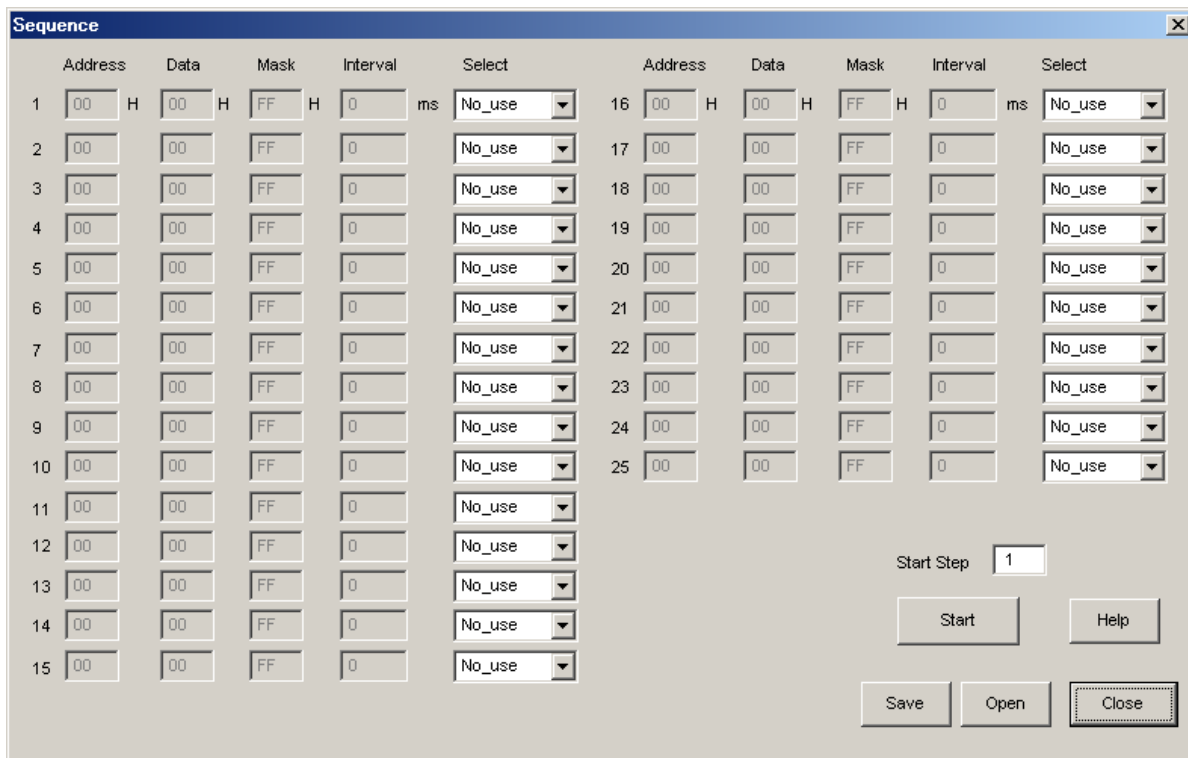 Sequence
Address Data Mask Interval Select Address Data Mask Interval Select
1 00 H 00 H FF H 0 ms No_use 16 00 H 00 H FF H 0 ms No_use
2 00 00 FF 0 No_use 17 00 00 FF 0 No_use
3 00 00 FF 0 No_use 18 00 00 FF 0 No_use
4 00 00 FF 0 No_use 19 00 00 FF 0 No_use
5 00 00 FF 0 No_use 20 00 00 FF 0 No_use
6 00 00 FF 0 No_use 21 00 00 FF 0 No_use
7 00 00 FF 0 No_use 22 00 00 FF 0 No_use
8 00 00 FF 0 No_use 23 00 00 FF 0 No_use
9 00 00 FF 0 No_use 24 00 00 FF 0 No_use
10 00 00 FF 0 No_use 25 00 00 FF 0 No_use
11 00 00 FF 0 No_use
12 00 00 FF 0 No_use
13 00 00 FF 0 No_use
14 00 00 FF 0 No_use
15 00 00 FF 0 No_use
Start Step 1
Start Help
Save Open Close